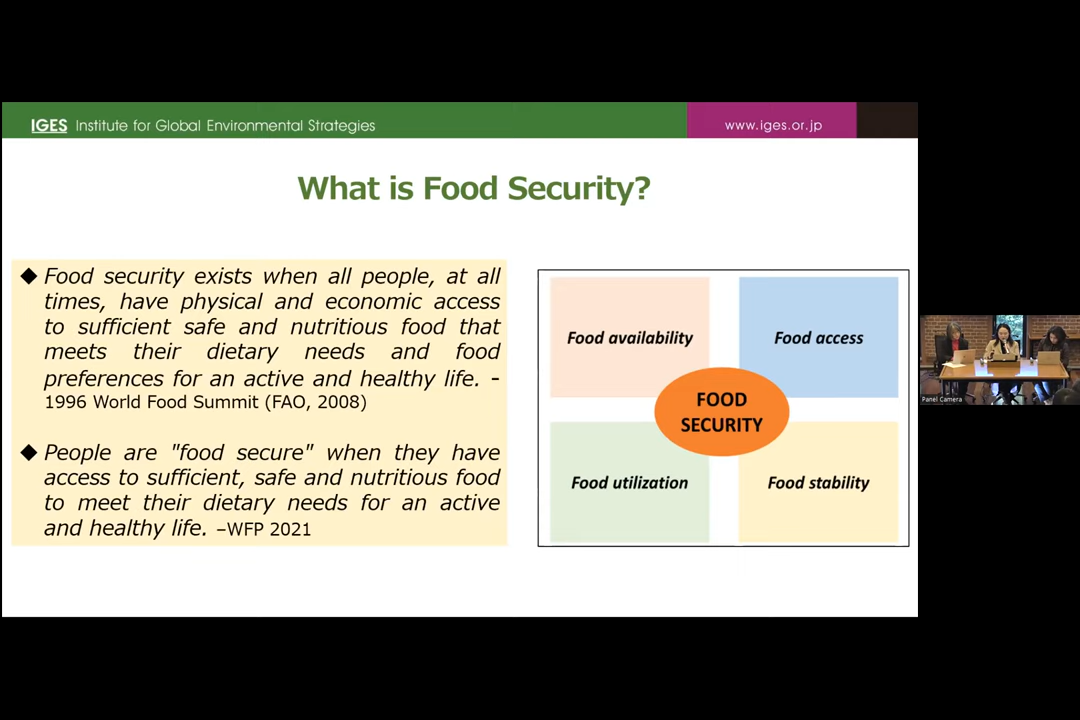 IGES Institute for Global Environmental Strategies
www.iges.or.jp
What is Food Security?
◆ Food security exists when all people, at all
times, have physical and economic access
to sufficient safe and nutritious food that
meets their dietary needs and food
preferences for an active and healthy life. -
1996 World Food Summit (FAO, 2008)
◆ People are "food secure" when they have
access to sufficient, safe and nutritious food
to meet their dietary needs for an active
and healthy life. –WFP 2021
Food availability
Food access
FOOD
SECURITY
Food utilization
Food stability
Panel Camera